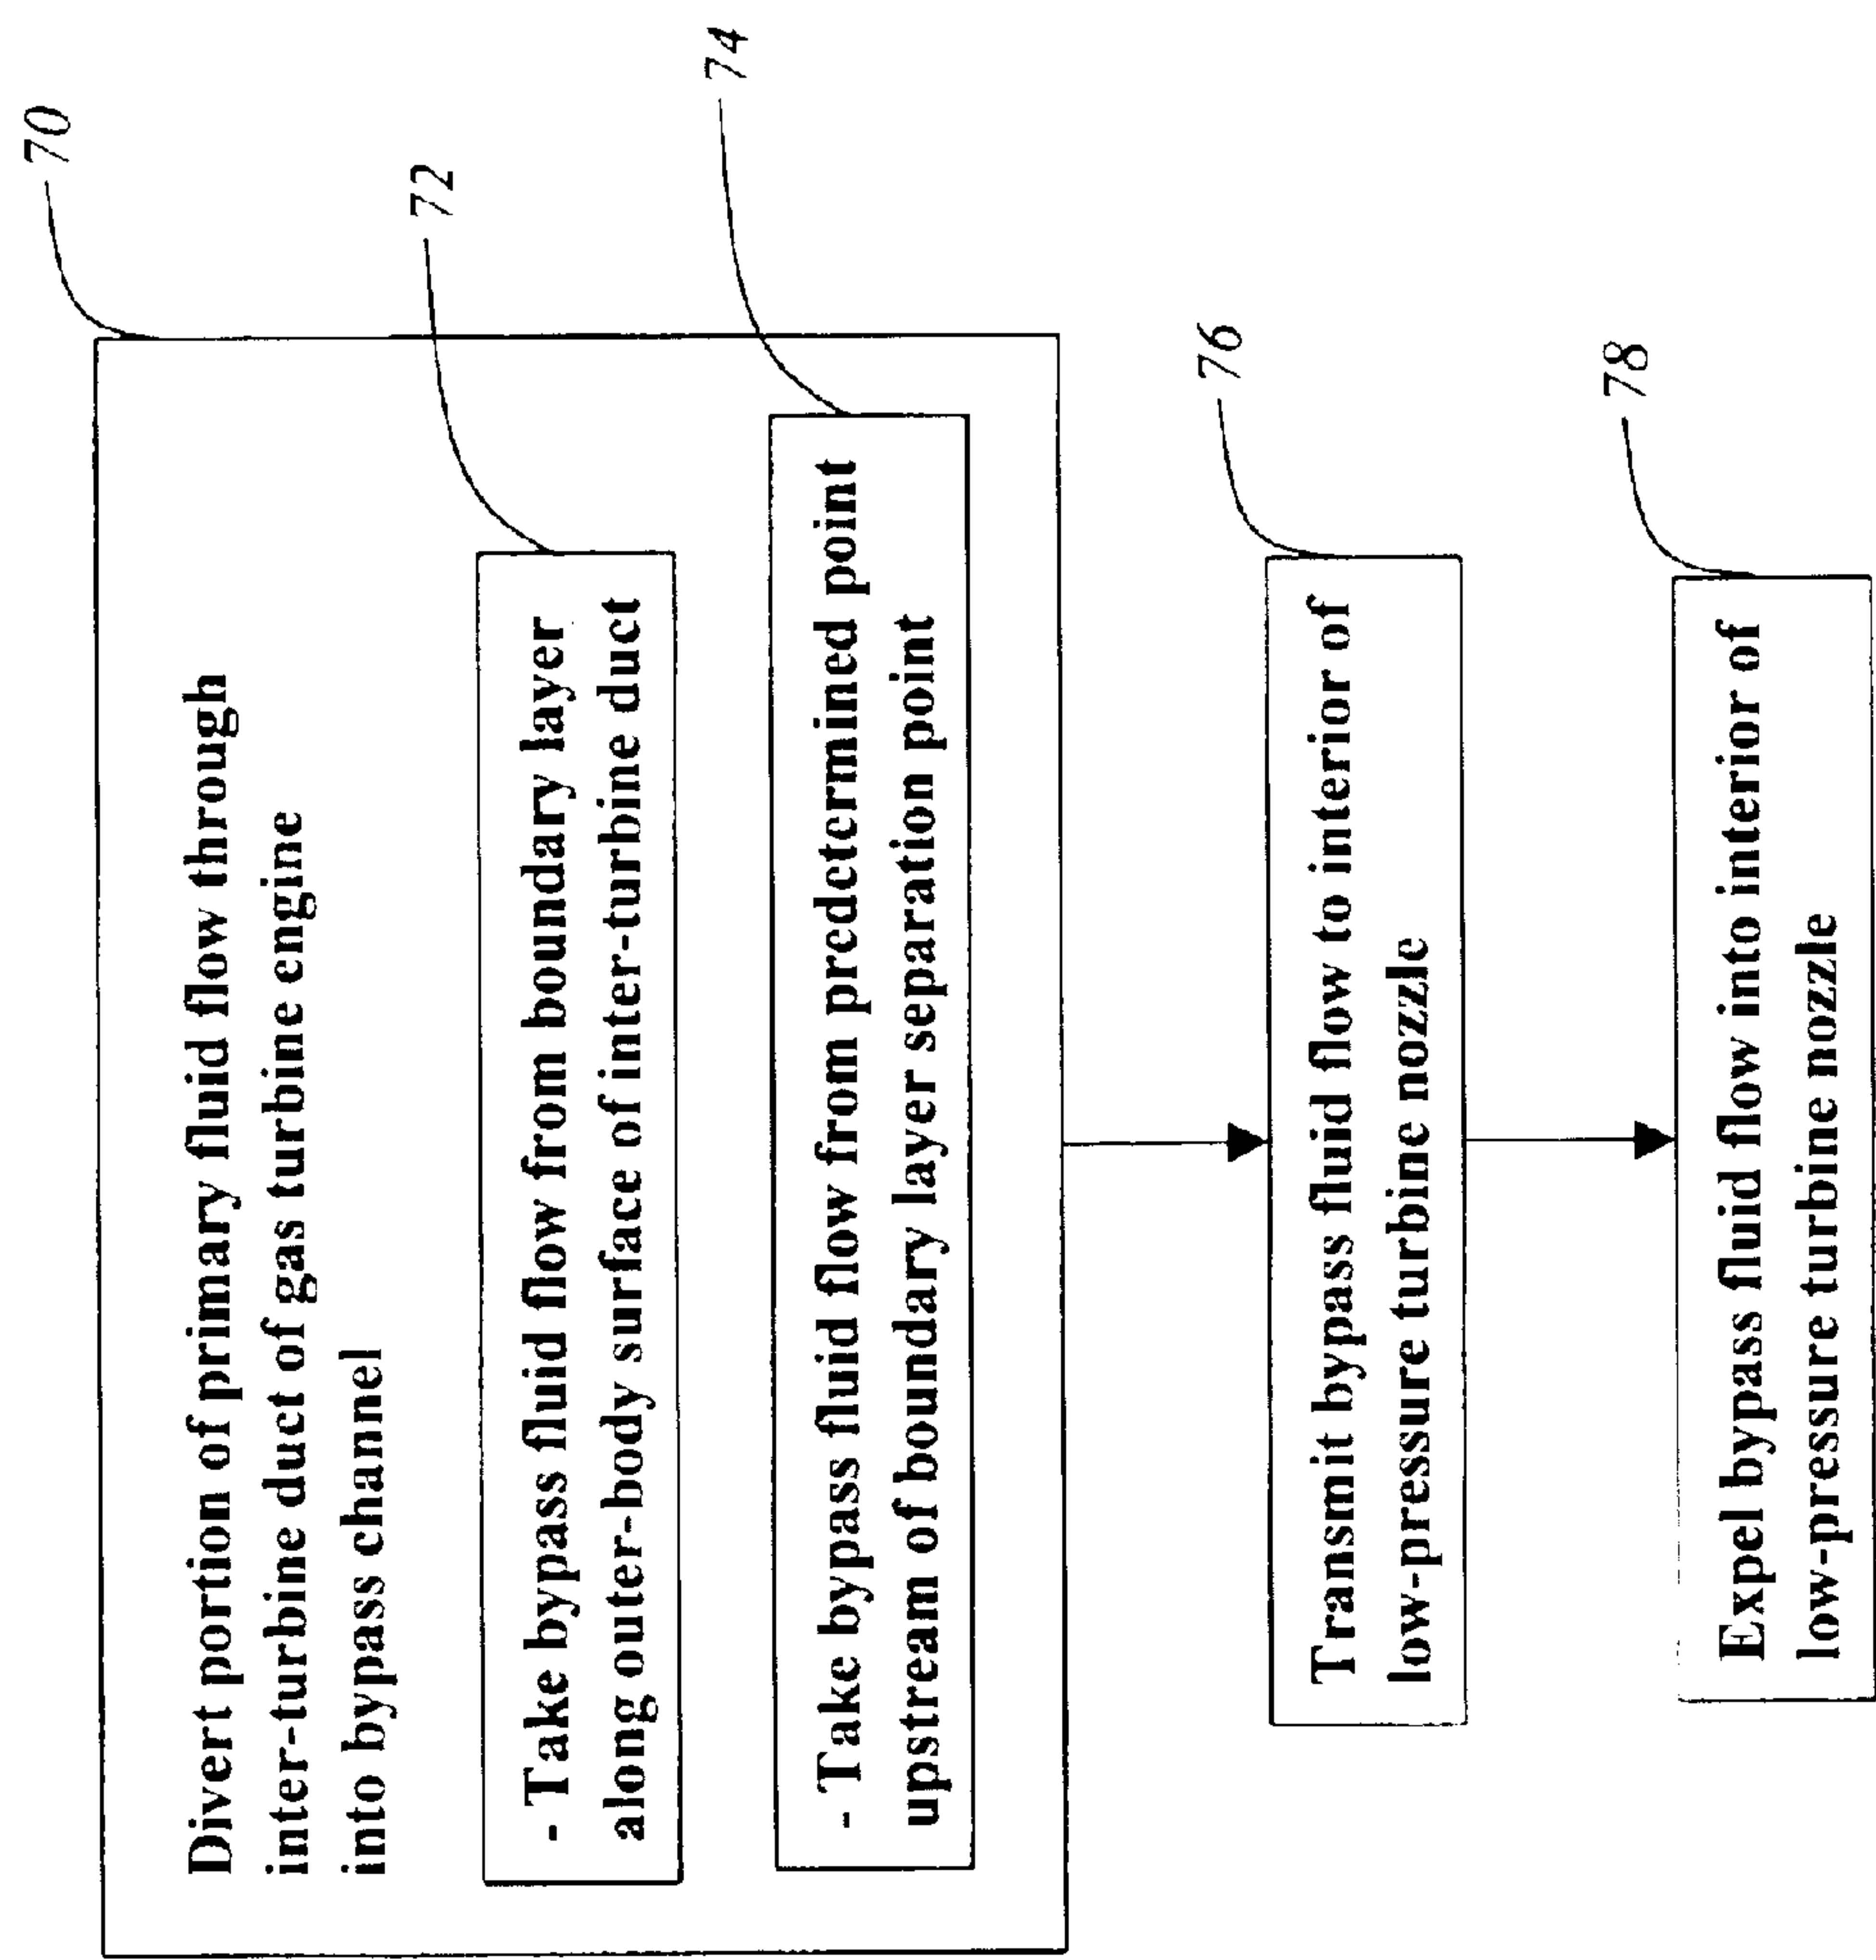 70
Divert portion of primary fluid flow through
inter-turbine duct of gas turbine engine
into bypass channel
72
- Take bypass fluid flow from boundary layer
along outer-body surface of inter-turbine duct
74
- Take bypass fluid flow from predetermined point
upstream of boundary layer separation point
76
Transmit bypass fluid flow to interior of
low-pressure turbine nozzle
78
Expel bypass fluid flow into interior of
low-pressure turbine nozzle